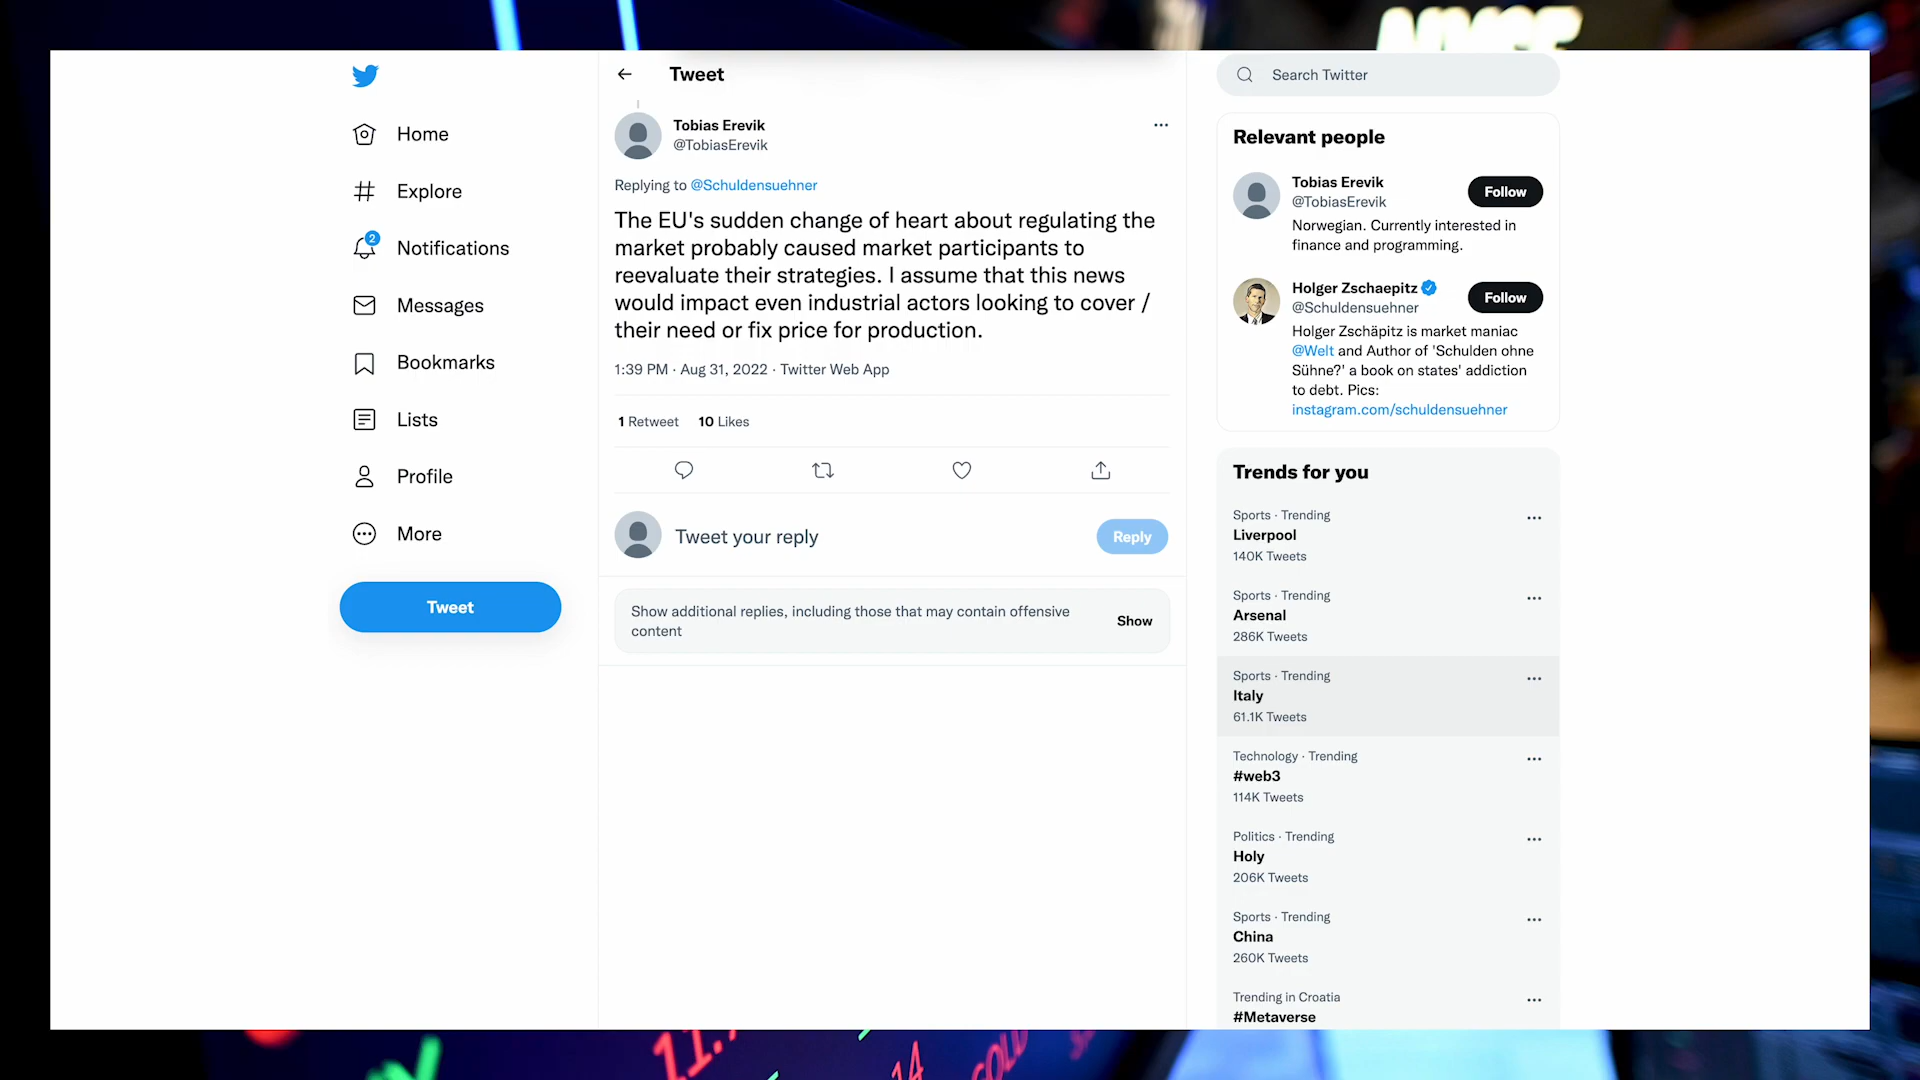 NYSE
Home
Explore
2
Notifications
Messages
Bookmarks
Lists
Profile
More
Tweet
Tweet
Tobias Erevik
@TobiasErevik
Replying to @Schuldensuehner
The EU's sudden change of heart about regulating the
market probably caused market participants to
reevaluate their strategies. I assume that this news
would impact even industrial actors looking to cover /
their need or fix price for production.
1:39 PM · Aug 31, 2022 · Twitter Web App
1 Retweet 10 Likes
Tweet your reply
Reply
Show additional replies, including those that may contain offensive
content
Show
Search Twitter
Relevant people
Tobias Erevik
@TobiasErevik
Follow
Norwegian. Currently interested in
finance and programming.
Holger Zschaepitz
@Schuldensuehner
Follow
Holger Zschäpitz is market maniac
@Welt and Author of 'Schulden ohne
Sühne?' a book on states' addiction
to debt. Pics:
instagram.com/schuldensuehner
Trends for you
Sports · Trending
Liverpool
140K Tweets
Sports · Trending
Arsenal
286K Tweets
Sports · Trending
Italy
61.1K Tweets
Technology · Trending
#web3
114K Tweets
Politics · Trending
Holy
206K Tweets
Sports · Trending
China
260K Tweets
Trending in Croatia
#Metaverse
14
GOLD